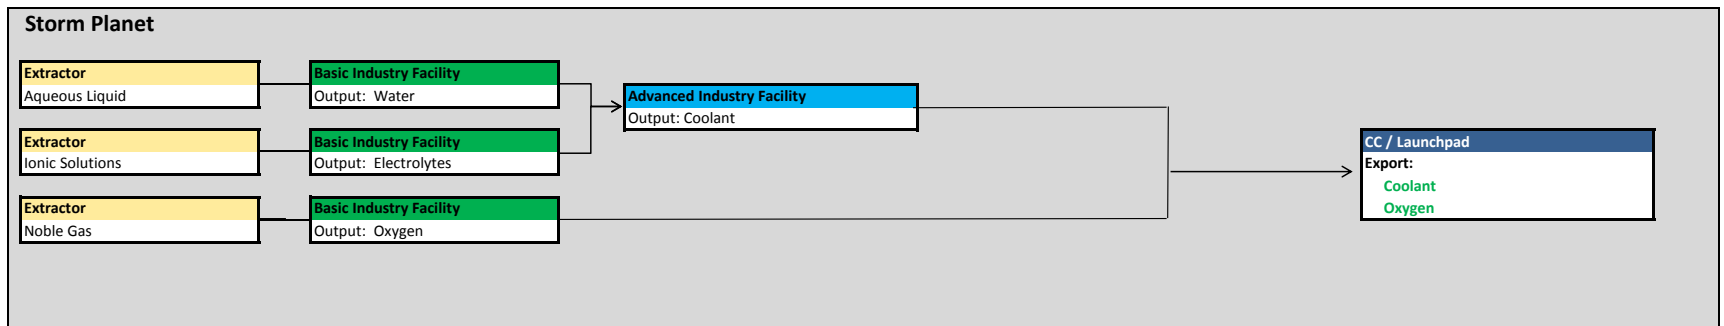 Storm Planet
Extractor
Aqueous Liquid
Basic Industry Facility
Output:  Water
Advanced Industry Facility
Output: Coolant
Extractor
Ionic Solutions
Basic Industry Facility
Output:  Electrolytes
CC / Launchpad
Export:
Coolant
Oxygen
Extractor
Noble Gas
Basic Industry Facility
Output:  Oxygen